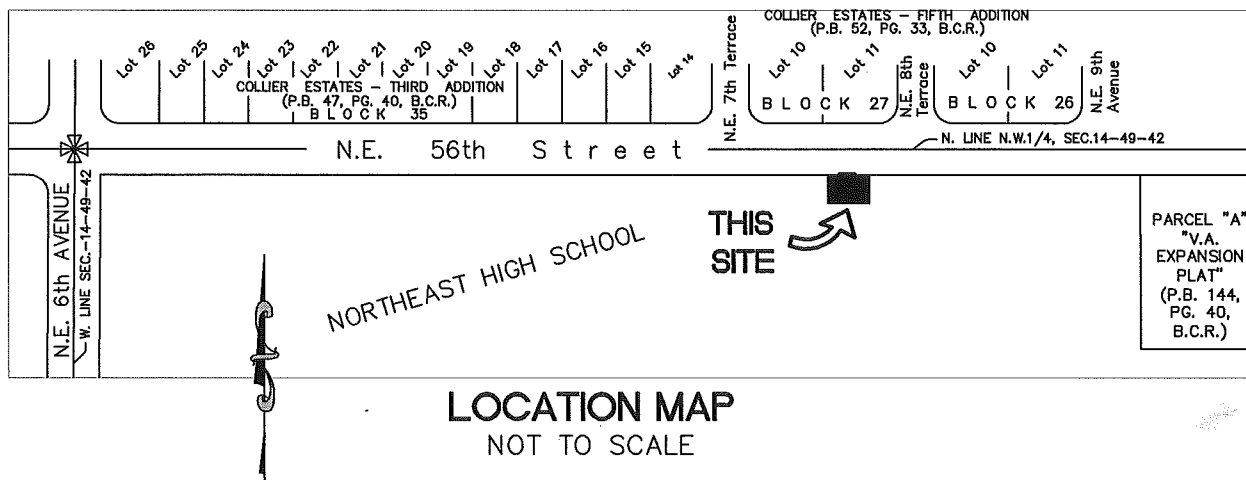 COLLIER ESTATES - FIFTH ADDITION
(P.B. 52, PG. 33, B.C.R.)
Lot 26
Lot 25
Lot 24
Lot 23
Lot 22
Lot 21
Lot 20
Lot 19
Lot 18
Lot 17
Lot 16
Lot 15
Lot 14
N.E. 7th Terrace
Lot 10
Lot 11
N.E. 8th
Terrace
Lot 10
Lot 11
N.E. 9th
Avenue
COLLIER ESTATES - THIRD ADDITION
(P.B. 47, PG. 40, B.C.R.)
BLOCK 35
BLOCK 27
BLOCK 26
N.E. 56th Street
N. LINE N.W.1/4, SEC.14-49-42
N.E. 6th AVENUE
W. LINE SEC.-14-49-42
NORTHEAST HIGH SCHOOL
THIS
SITE
PARCEL "A"
"V.A.
EXPANSION
PLAT"
(P.B. 144,
PG. 40,
B.C.R.)
LOCATION MAP
NOT TO SCALE